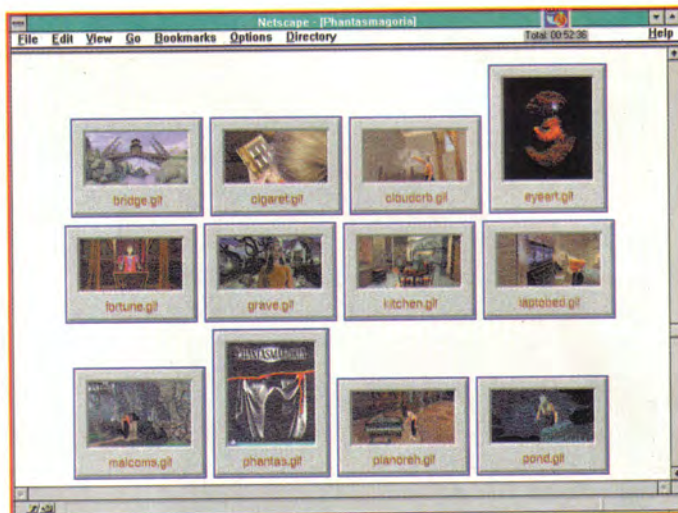 Netscape - [Phantasmagoria]
File Edit View Go Bookmarks Options Directory Help
Total: 00:52:36
bridge.gif cigaret.gif cloudcrb.gif eyeart.gif
fortune.gif grave.gif kitchen.gif laptobed.gif
PHANTASMAGORIA
malcoms.gif phantas.gif pianoreh.gif pond.gif